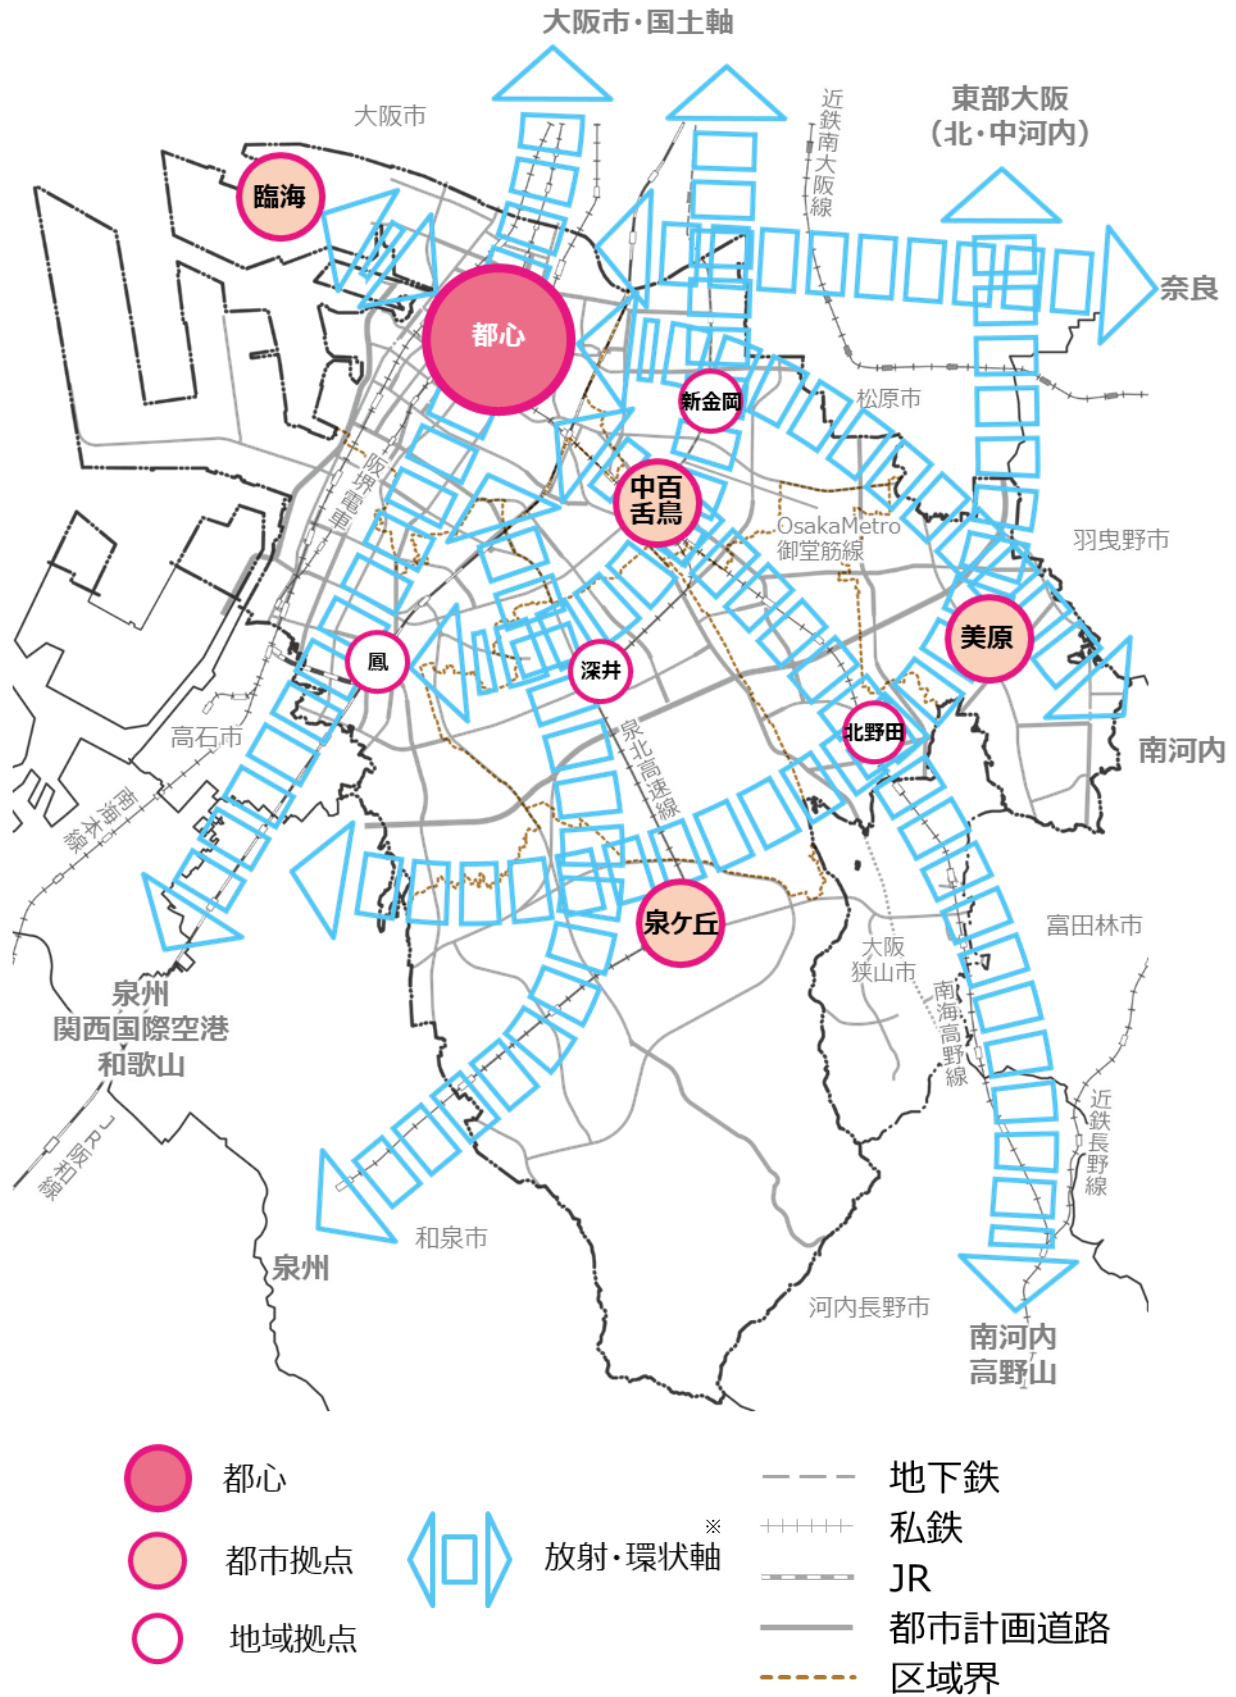 大阪市・国土軸
東部大阪
（北・中河内）
近鉄南大阪線
大阪市
臨海
奈良
都心
新金岡
松原市
阪堺電車
中百
舌鳥
OsakaMetro
御堂筋線
羽曳野市
美原
鳳
深井
北野田
高石市
泉北高速線
南河内
南海本線
泉ケ丘
富田林市
大阪
狭山市
南海高野線
泉州
関西国際空港
和歌山
JR阪和線
近鉄長野線
和泉市
泉州
河内長野市
南河内
高野山
都心
都市拠点
地域拠点
放射・環状軸
※
地下鉄
私鉄
JR
都市計画道路
区域界